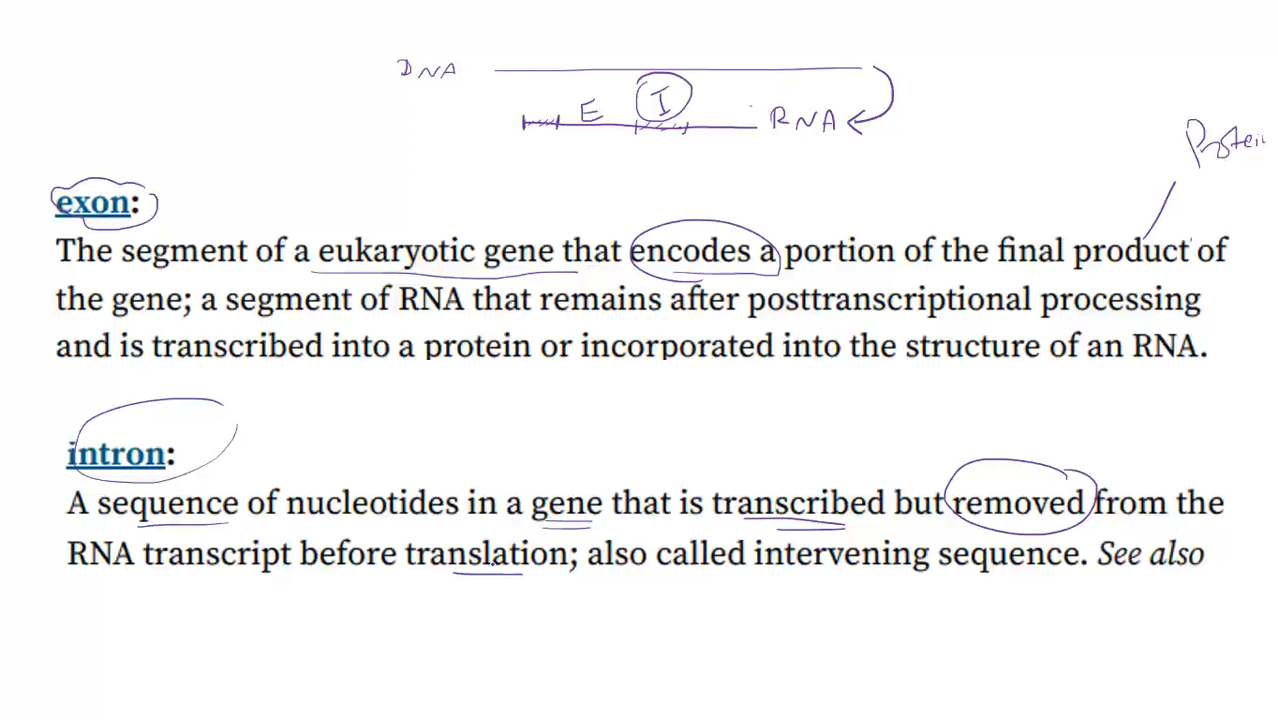 DNA
E I RNA
Protein
exon:
The segment of a eukaryotic gene that encodes a portion of the final product of
the gene; a segment of RNA that remains after posttranscriptional processing
and is transcribed into a protein or incorporated into the structure of an RNA.
intron:
A sequence of nucleotides in a gene that is transcribed but removed from the
RNA transcript before translation; also called intervening sequence. See also